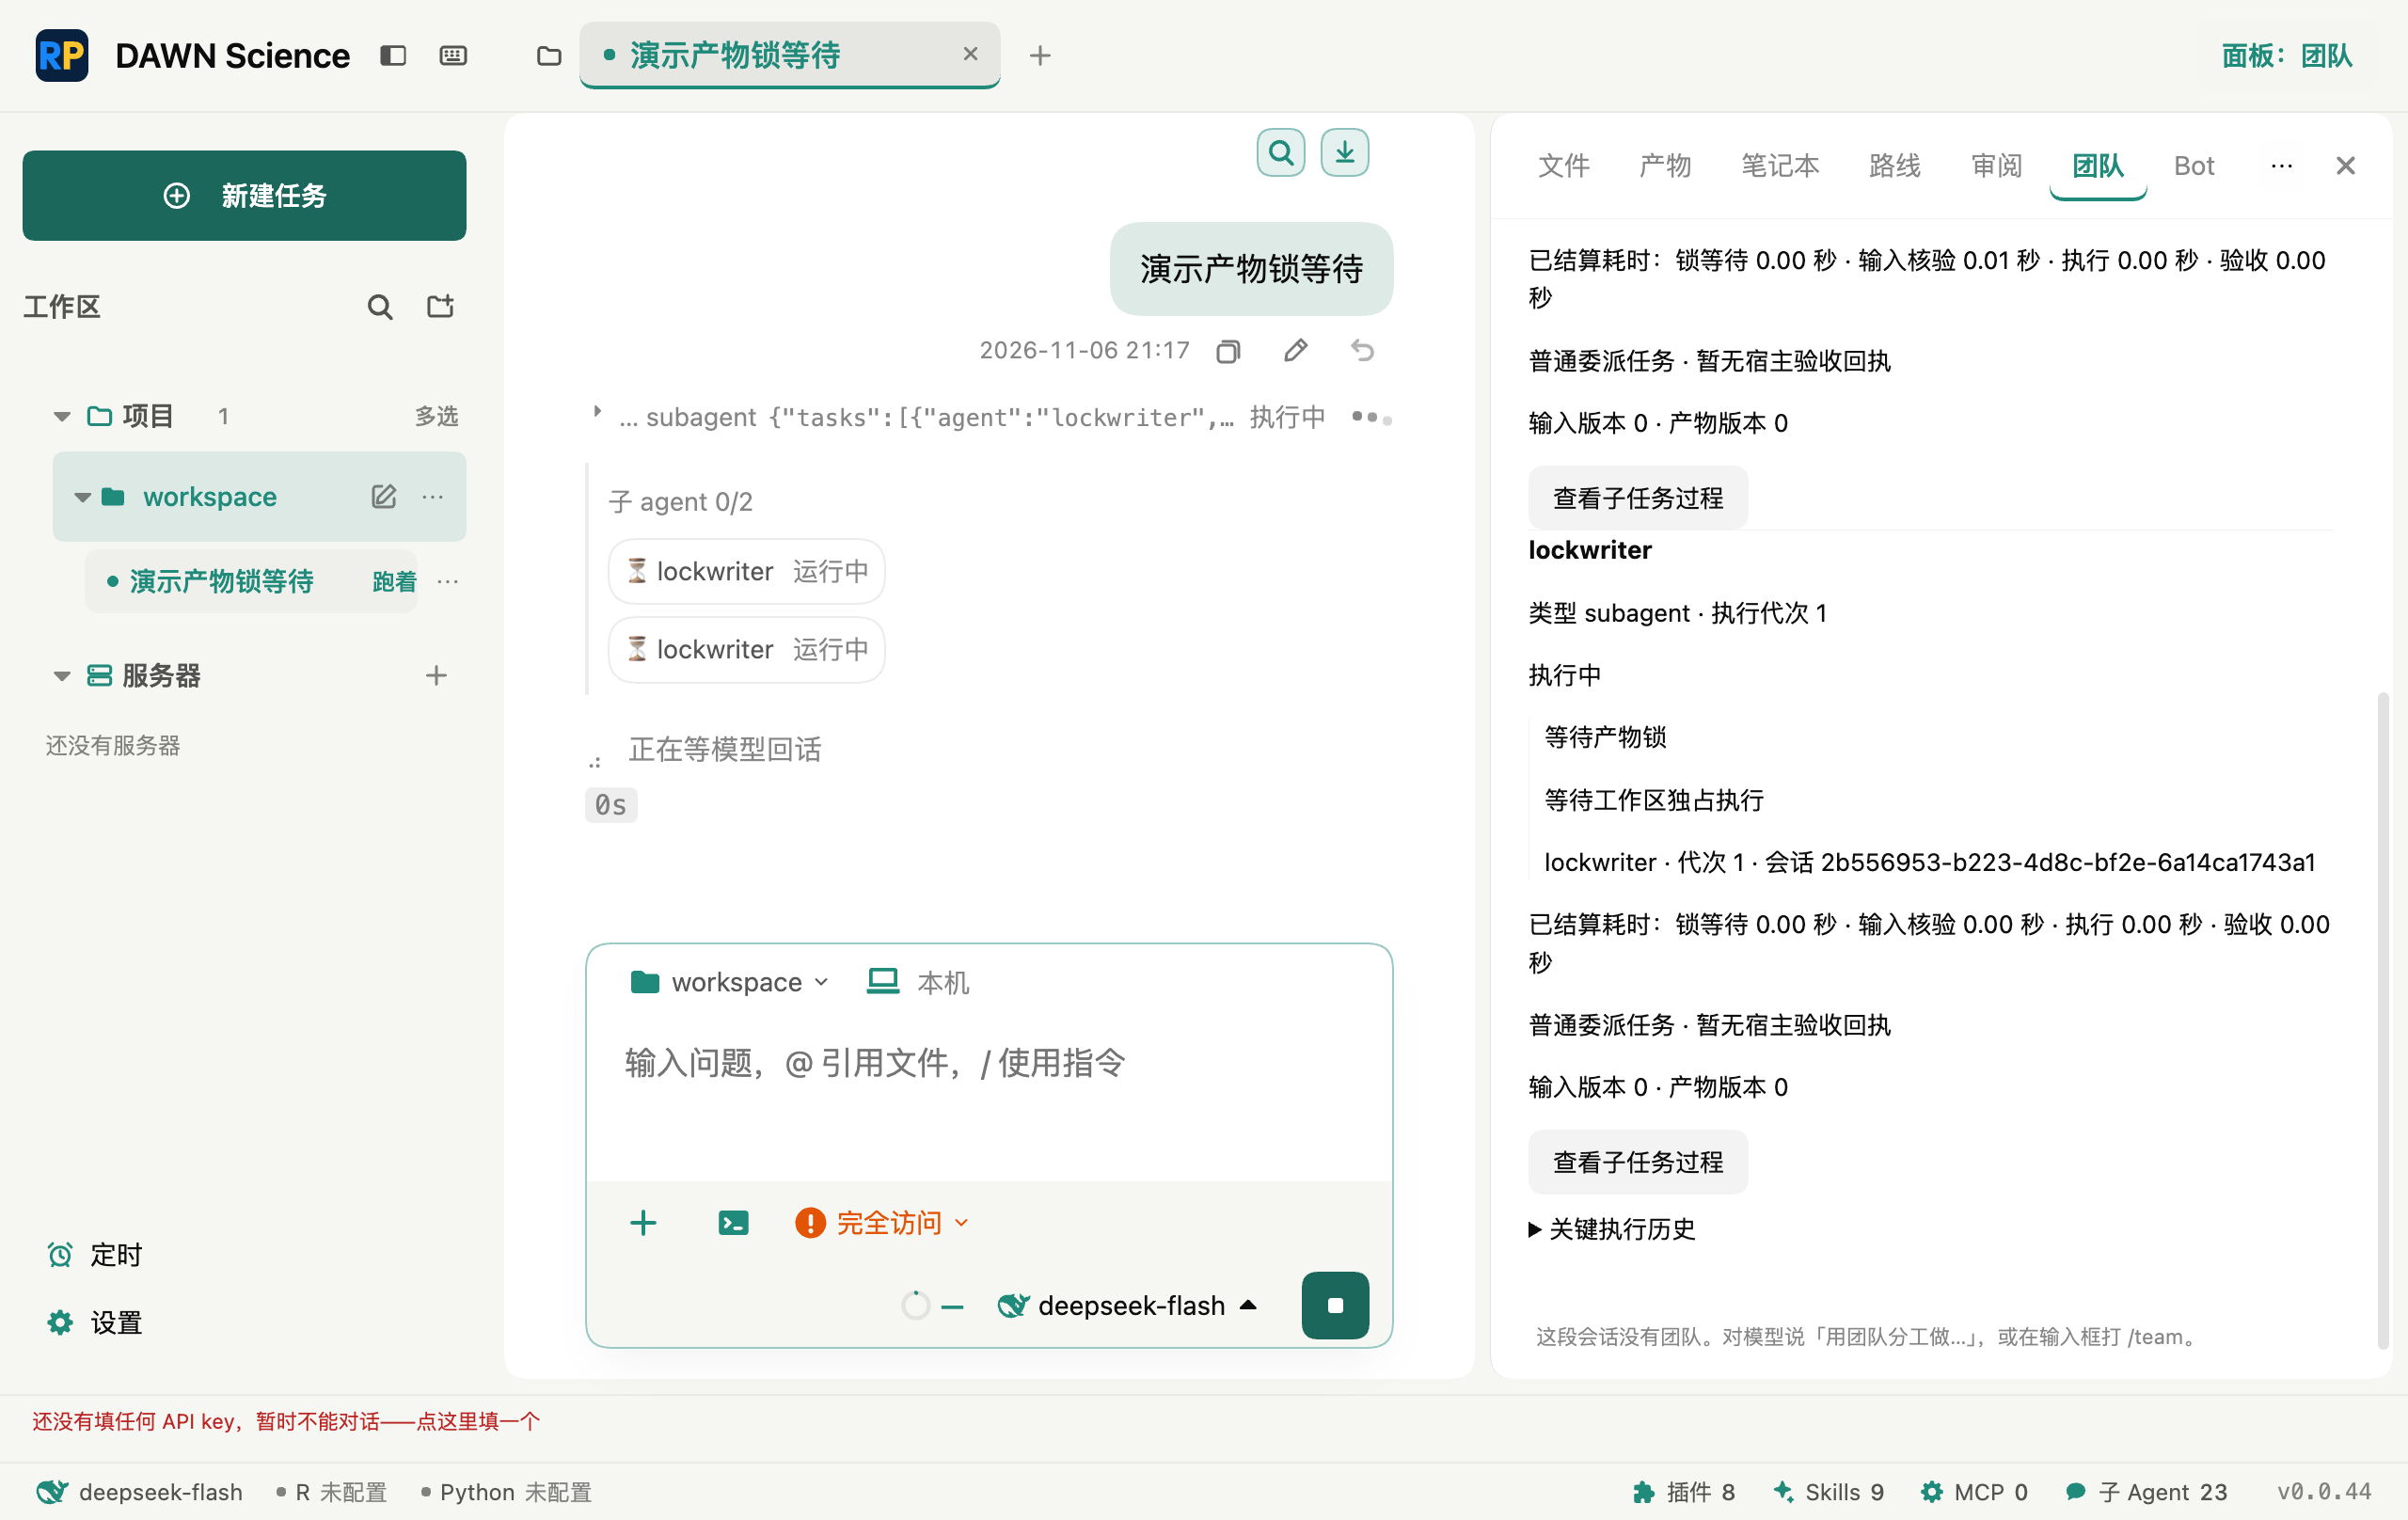 RP DAWN Science
演示产物锁等待
面板：团队
新建任务
工作区
项目 1 多选
workspace
演示产物锁等待 跑着
服务器
还没有服务器
定时
设置
演示产物锁等待
2026-11-06 21:17
... subagent {"tasks":[{"agent":"lockwriter",… 执行中
子 agent 0/2
lockwriter 运行中
lockwriter 运行中
正在等模型回话
0s
workspace 本机
输入问题，@ 引用文件，/ 使用指令
完全访问
deepseek-flash
文件 产物 笔记本 路线 审阅 团队 Bot
已结算耗时：锁等待 0.00 秒 · 输入核验 0.01 秒 · 执行 0.00 秒 · 验收 0.00
秒
普通委派任务 · 暂无宿主验收回执
输入版本 0 · 产物版本 0
查看子任务过程
lockwriter
类型 subagent · 执行代次 1
执行中
等待产物锁
等待工作区独占执行
lockwriter · 代次 1 · 会话 2b556953-b223-4d8c-bf2e-6a14ca1743a1
已结算耗时：锁等待 0.00 秒 · 输入核验 0.00 秒 · 执行 0.00 秒 · 验收 0.00
秒
普通委派任务 · 暂无宿主验收回执
输入版本 0 · 产物版本 0
查看子任务过程
关键执行历史
这段会话没有团队。对模型说「用团队分工做…」，或在输入框打 /team。
还没有填任何 API key，暂时不能对话——点这里填一个
deepseek-flash R 未配置 Python 未配置
插件 8 Skills 9 MCP 0 子 Agent 23 v0.0.44